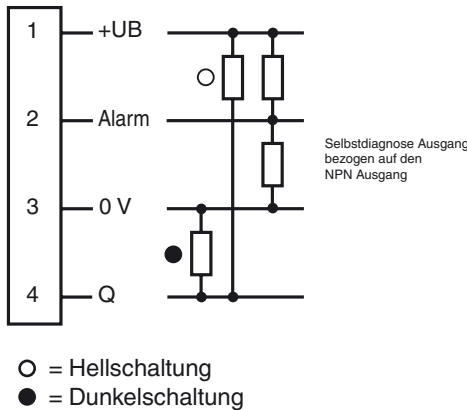 1 +UB
2 Alarm
Selbstdiagnose Ausgang
bezogen auf den
NPN Ausgang
3 0 V
4 Q
= Hellschaltung
= Dunkelschaltung